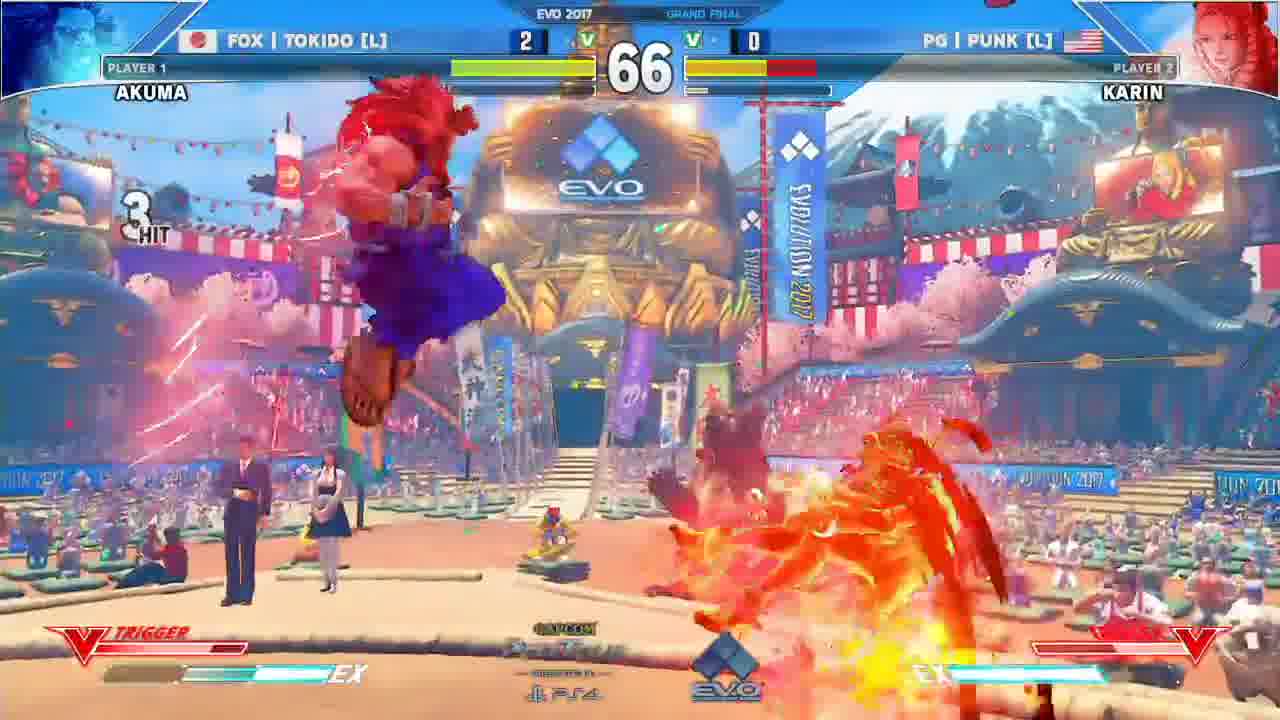 EVO 2017 GRAND FINAL
FOX | TOKIDO [L] 2 V 66 V 0 PG | PUNK [L]
PLAYER 1 PLAYER 2
AKUMA KARIN
EVO
EVOLUTION 2017
3
HIT
V TRIGGER V
EX EX
CAPCOM
PS4
EVO